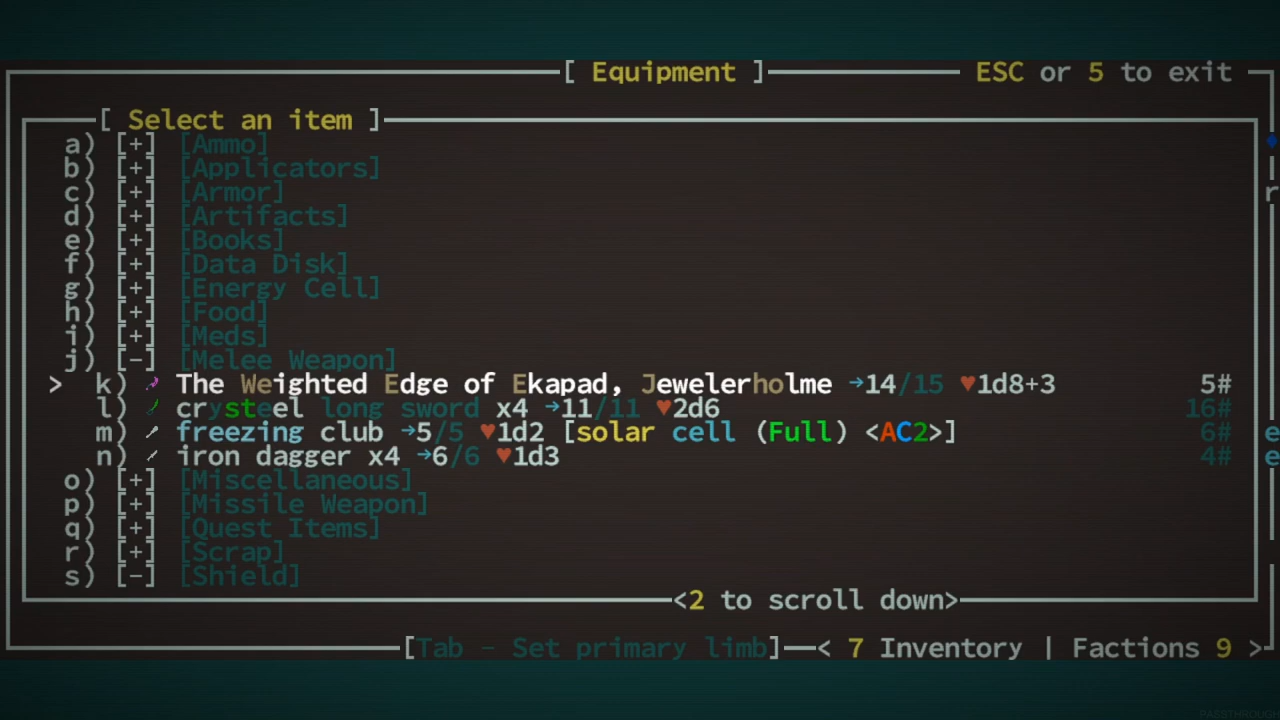 [ Equipment ] ESC or 5 to exit
[ Select an item ]
a) [+] [Ammo]
b) [+] [Applicators]
c) [+] [Armor]
d) [+] [Artifacts]
e) [+] [Books]
f) [+] [Data Disk]
g) [+] [Energy Cell]
h) [+] [Food]
i) [+] [Meds]
j) [-] [Melee Weapon]
> k) The Weighted Edge of Ekapad, Jewelerholme →14/15 ♥1d8+3 5#
l) crysteel long sword x4 →11/11 ♥2d6 16#
m) freezing club →5/5 ♥1d2 [solar cell (Full) <AC2>] 6#
n) iron dagger x4 →6/6 ♥1d3 4#
o) [+] [Miscellaneous]
p) [+] [Missile Weapon]
q) [+] [Quest Items]
r) [+] [Scrap]
s) [-] [Shield]
<2 to scroll down>
[Tab - Set primary limb] < 7 Inventory | Factions 9 >